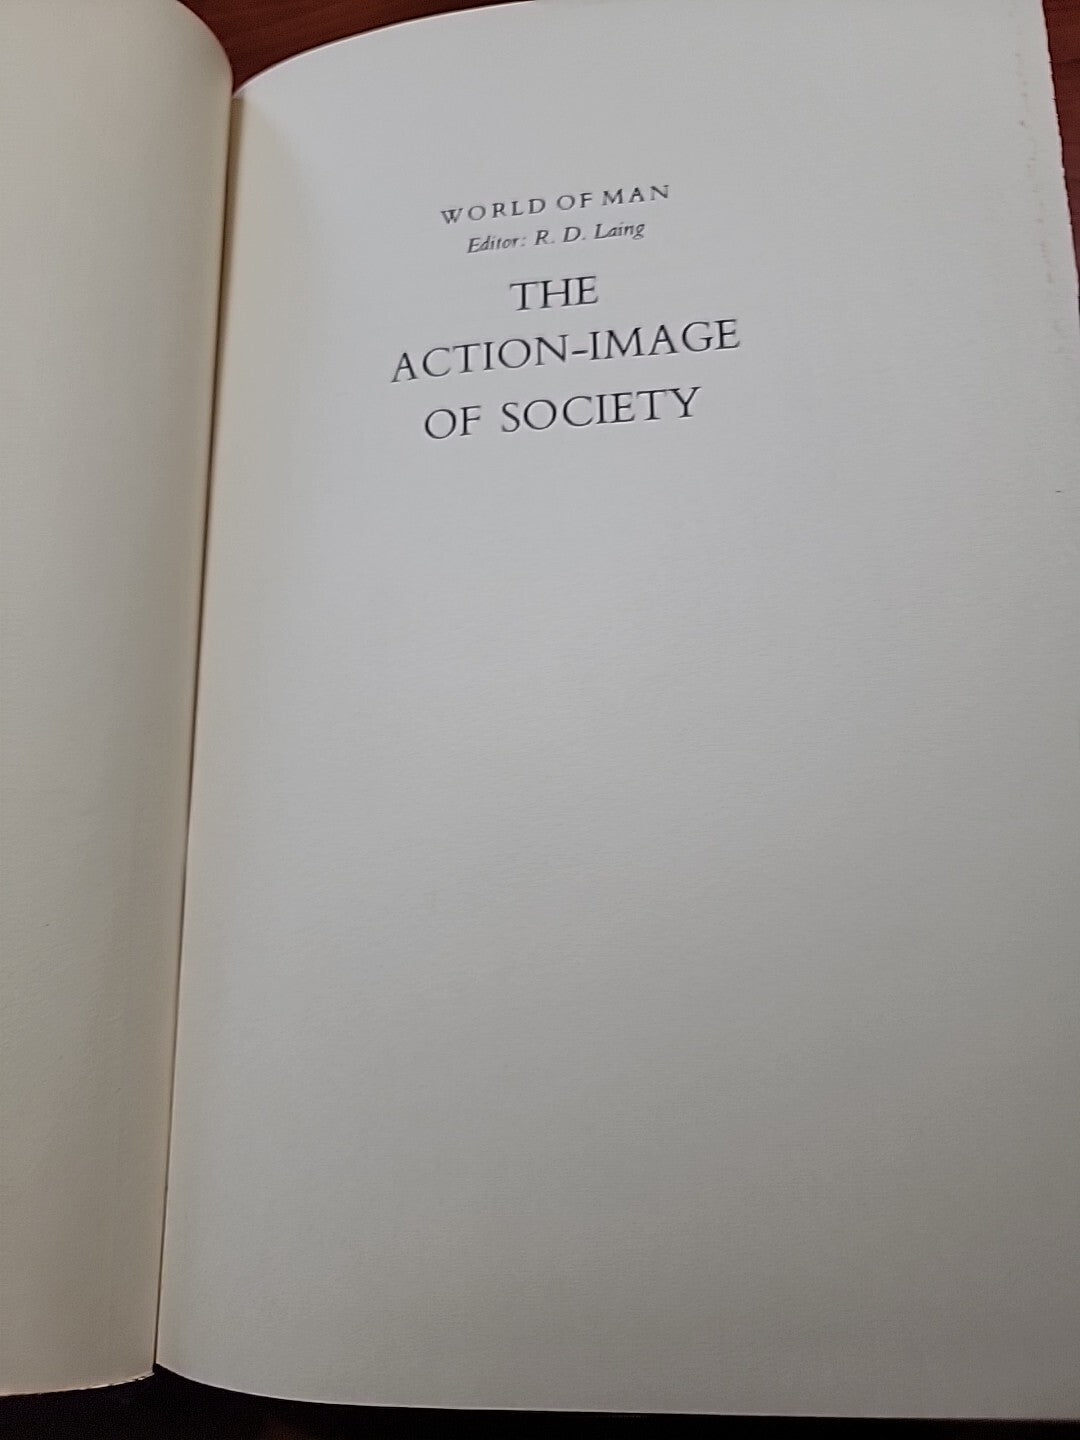 WORLD OF MAN
Editor: R. D. Laing
THE
ACTION-IMAGE
OF SOCIETY